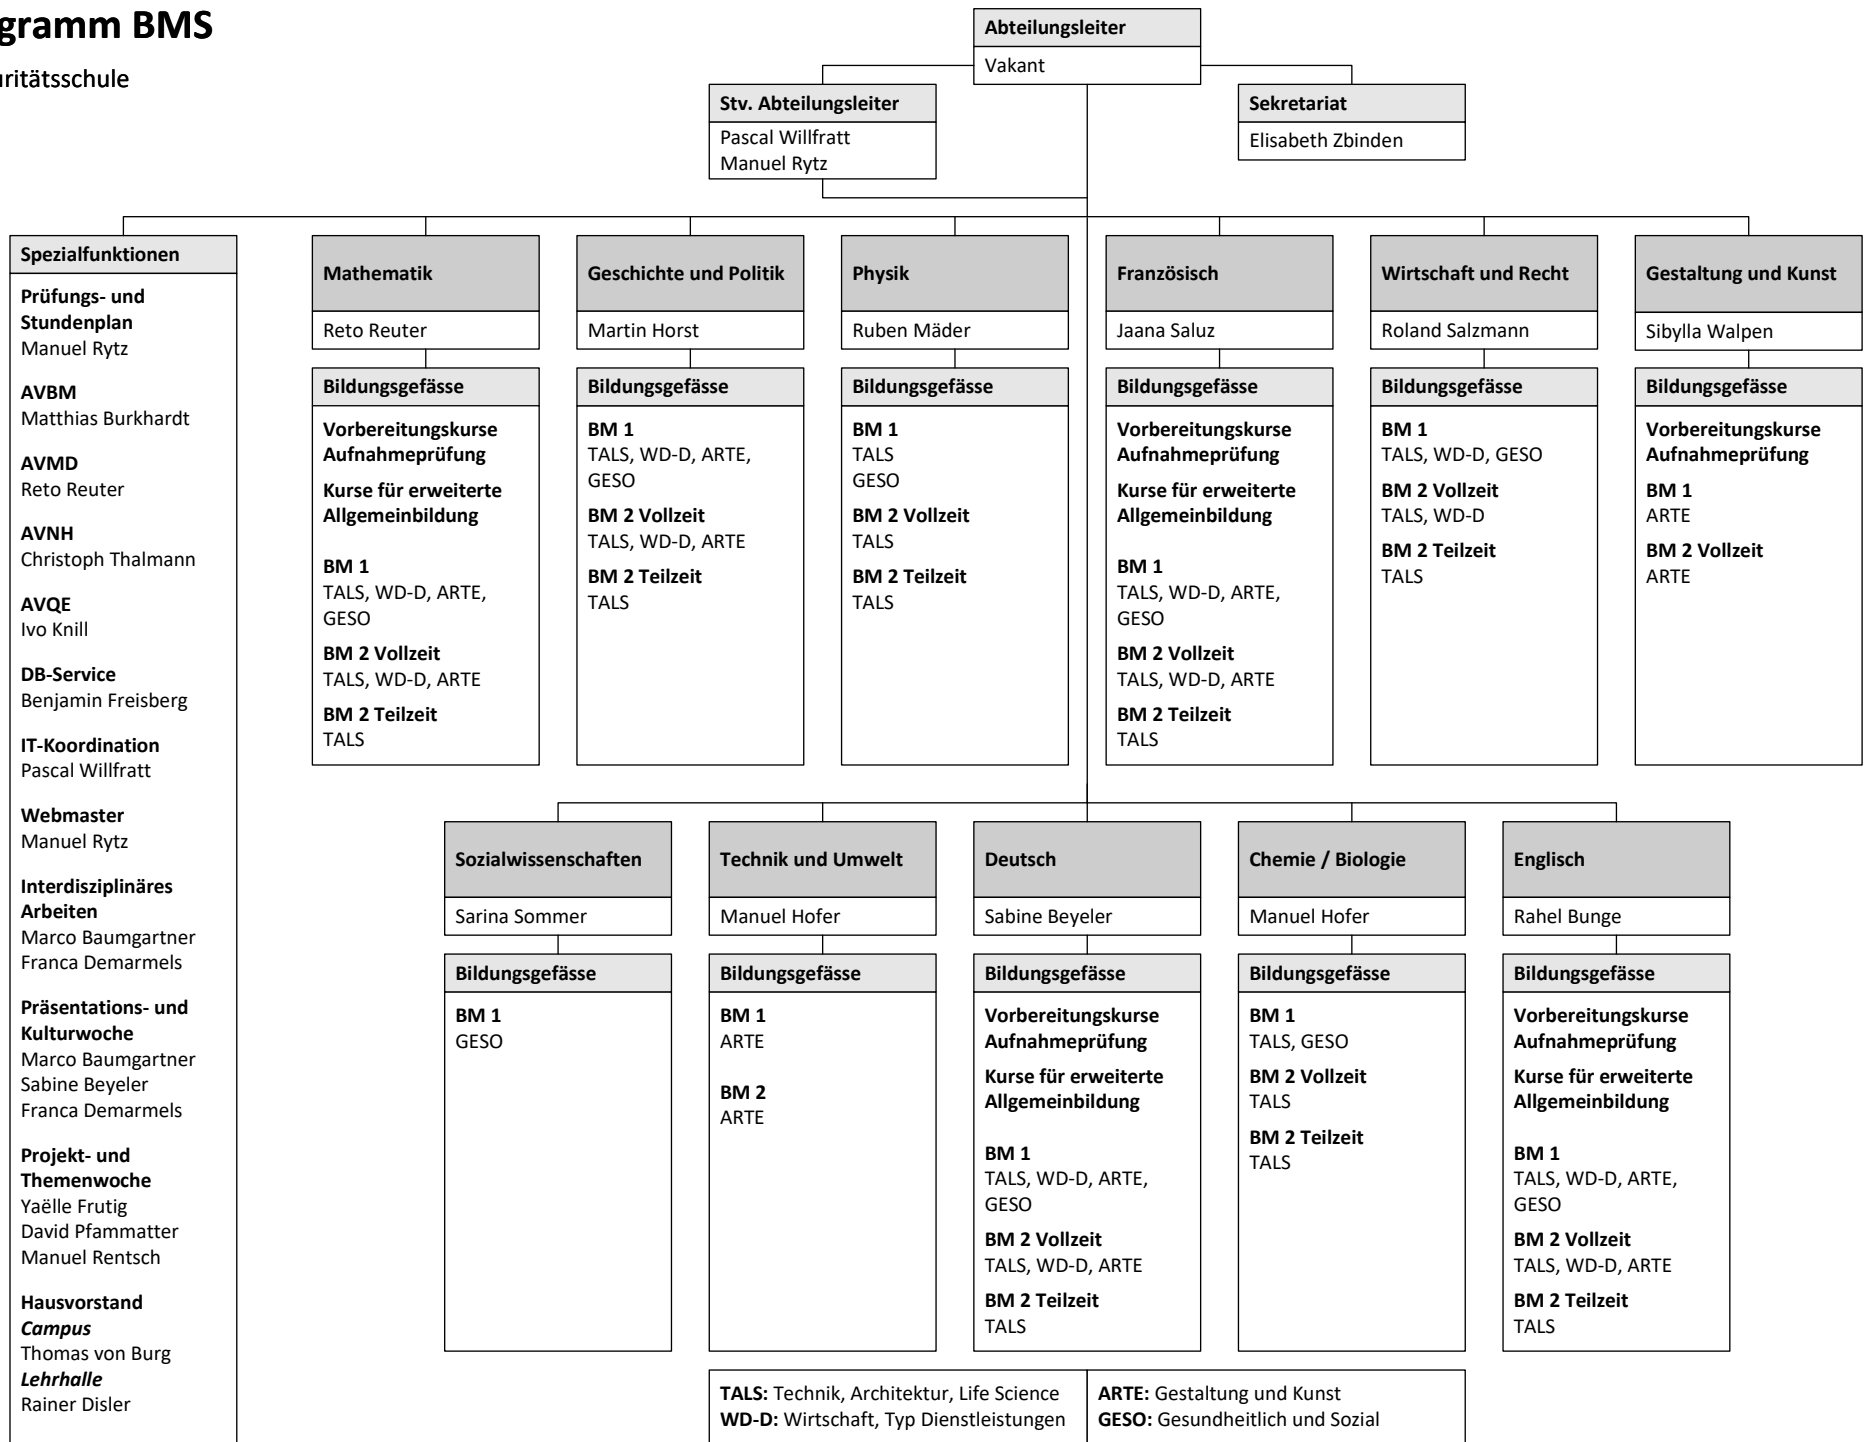 gramm BMS
uritätsschule
Abteilungsleiter
Vakant
Stv. Abteilungsleiter
Pascal Willfratt
Manuel Rytz
Sekretariat
Elisabeth Zbinden
Spezialfunktionen
Prüfungs- und
Stundenplan
Manuel Rytz
AVBM
Matthias Burkhardt
AVMD
Reto Reuter
AVNH
Christoph Thalmann
AVQE
Ivo Knill
DB-Service
Benjamin Freisberg
IT-Koordination
Pascal Willfratt
Webmaster
Manuel Rytz
Interdisziplinäres
Arbeiten
Marco Baumgartner
Franca Demarmels
Präsentations- und
Kulturwoche
Marco Baumgartner
Sabine Beyeler
Franca Demarmels
Projekt- und
Themenwoche
Yaëlle Frutig
David Pfammatter
Manuel Rentsch
Hausvorstand
Campus
Thomas von Burg
Lehrhalle
Rainer Disler
Mathematik
Reto Reuter
Bildungsgefässe
Vorbereitungskurse
Aufnahmeprüfung
Kurse für erweiterte
Allgemeinbildung
BM 1
TALS, WD-D, ARTE,
GESO
BM 2 Vollzeit
TALS, WD-D, ARTE
BM 2 Teilzeit
TALS
Geschichte und Politik
Martin Horst
Bildungsgefässe
BM 1
TALS, WD-D, ARTE,
GESO
BM 2 Vollzeit
TALS, WD-D, ARTE
BM 2 Teilzeit
TALS
Physik
Ruben Mäder
Bildungsgefässe
BM 1
TALS
GESO
BM 2 Vollzeit
TALS
BM 2 Teilzeit
TALS
Französisch
Jaana Saluz
Bildungsgefässe
Vorbereitungskurse
Aufnahmeprüfung
Kurse für erweiterte
Allgemeinbildung
BM 1
TALS, WD-D, ARTE,
GESO
BM 2 Vollzeit
TALS, WD-D, ARTE
BM 2 Teilzeit
TALS
Wirtschaft und Recht
Roland Salzmann
Bildungsgefässe
BM 1
TALS, WD-D, GESO
BM 2 Vollzeit
TALS, WD-D
BM 2 Teilzeit
TALS
Gestaltung und Kunst
Sibylla Walpen
Bildungsgefässe
Vorbereitungskurse
Aufnahmeprüfung
BM 1
ARTE
BM 2 Vollzeit
ARTE
Sozialwissenschaften
Sarina Sommer
Bildungsgefässe
BM 1
GESO
Technik und Umwelt
Manuel Hofer
Bildungsgefässe
BM 1
ARTE
BM 2
ARTE
Deutsch
Sabine Beyeler
Bildungsgefässe
Vorbereitungskurse
Aufnahmeprüfung
Kurse für erweiterte
Allgemeinbildung
BM 1
TALS, WD-D, ARTE,
GESO
BM 2 Vollzeit
TALS, WD-D, ARTE
BM 2 Teilzeit
TALS
Chemie / Biologie
Manuel Hofer
Bildungsgefässe
BM 1
TALS, GESO
BM 2 Vollzeit
TALS
BM 2 Teilzeit
TALS
Englisch
Rahel Bunge
Bildungsgefässe
Vorbereitungskurse
Aufnahmeprüfung
Kurse für erweiterte
Allgemeinbildung
BM 1
TALS, WD-D, ARTE,
GESO
BM 2 Vollzeit
TALS, WD-D, ARTE
BM 2 Teilzeit
TALS
TALS: Technik, Architektur, Life Science
WD-D: Wirtschaft, Typ Dienstleistungen
ARTE: Gestaltung und Kunst
GESO: Gesundheitlich und Sozial